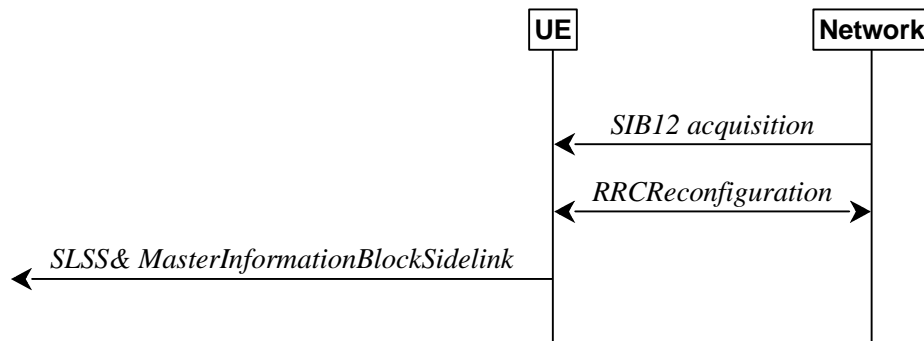 UE
Network
SIB12 acquisition
RRCReconfiguration
SLSS& MasterInformationBlockSidelink